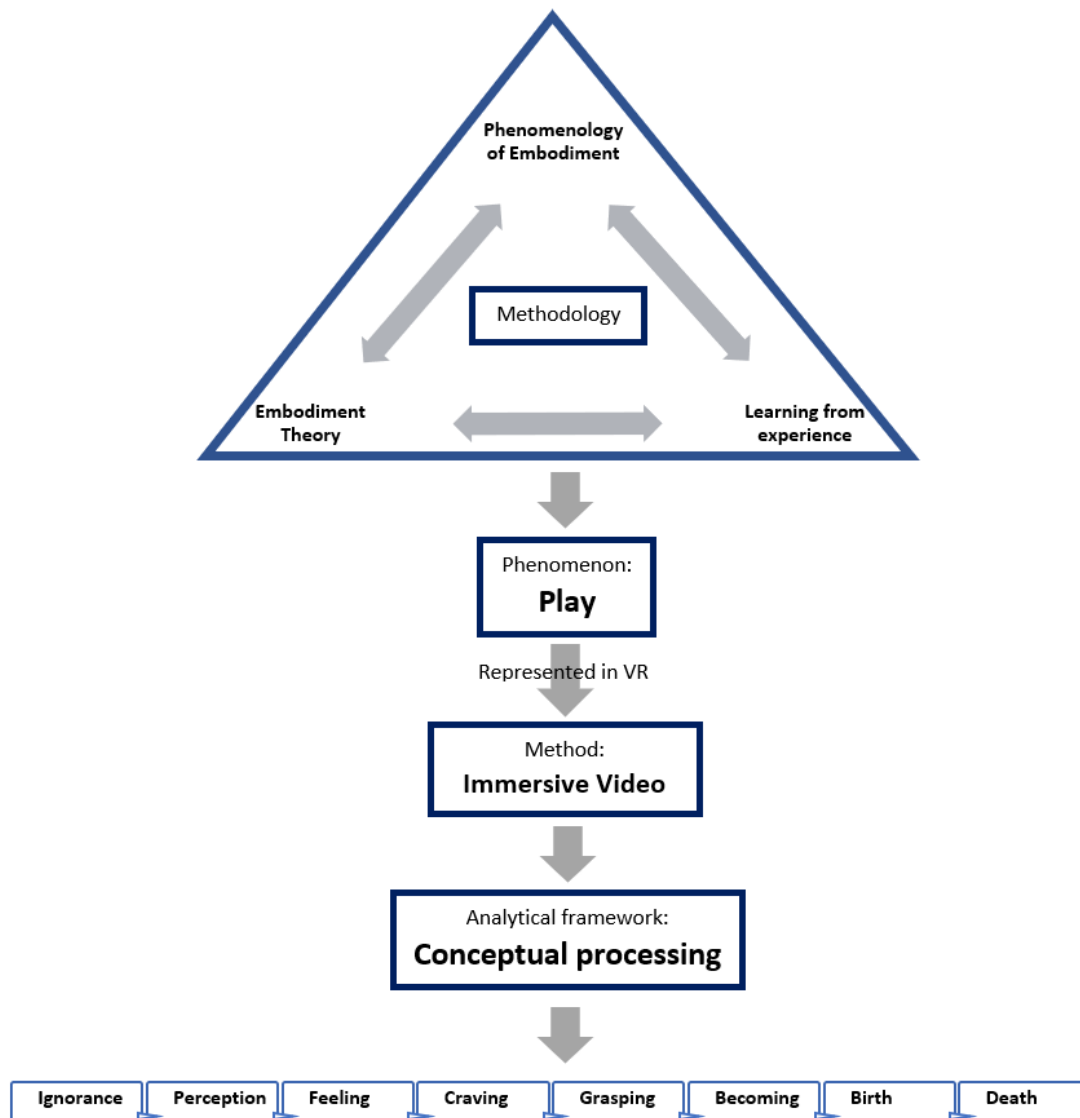 Phenomenology
of Embodiment
Methodology
Embodiment
Theory
Learning from
experience
Phenomenon:
Play
Represented in VR
Method:
Immersive Video
Analytical framework:
Conceptual processing
Ignorance Perception Feeling Craving Grasping Becoming Birth Death